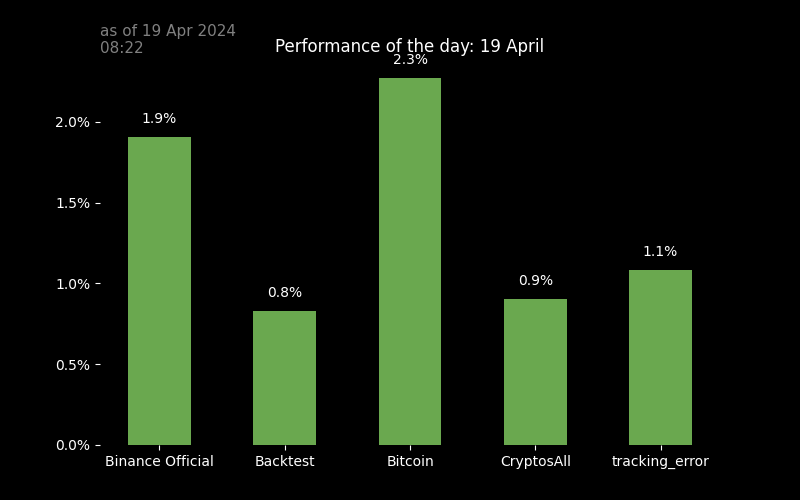 as of 19 Apr 2024
08:22
Performance of the day: 19 April
2.3%
1.9%
0.8%
0.9%
1.1%
2.0%
1.5%
1.0%
0.5%
0.0%
Binance Official
Backtest
Bitcoin
CryptosAll
tracking_error